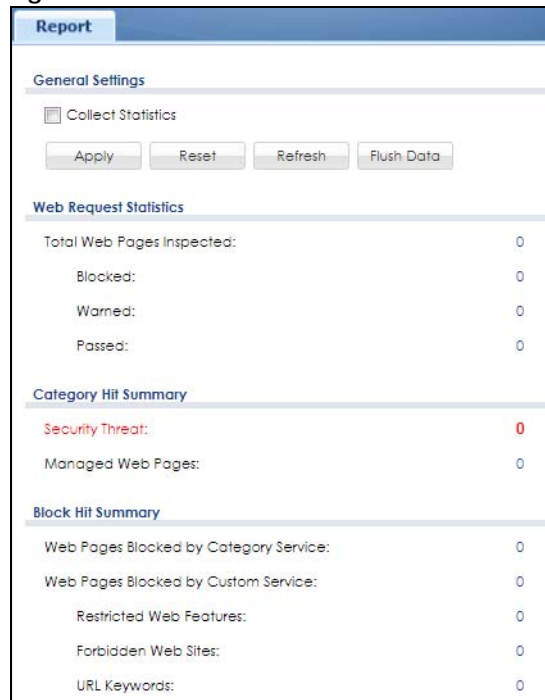 Report
General Settings
Collect Statistics
Apply Reset Refresh Flush Data
Web Request Statistics
Total Web Pages Inspected: 0
Blocked: 0
Warned: 0
Passed: 0
Category Hit Summary
Security Threat: 0
Managed Web Pages: 0
Block Hit Summary
Web Pages Blocked by Category Service: 0
Web Pages Blocked by Custom Service: 0
Restricted Web Features: 0
Forbidden Web Sites: 0
URL Keywords: 0